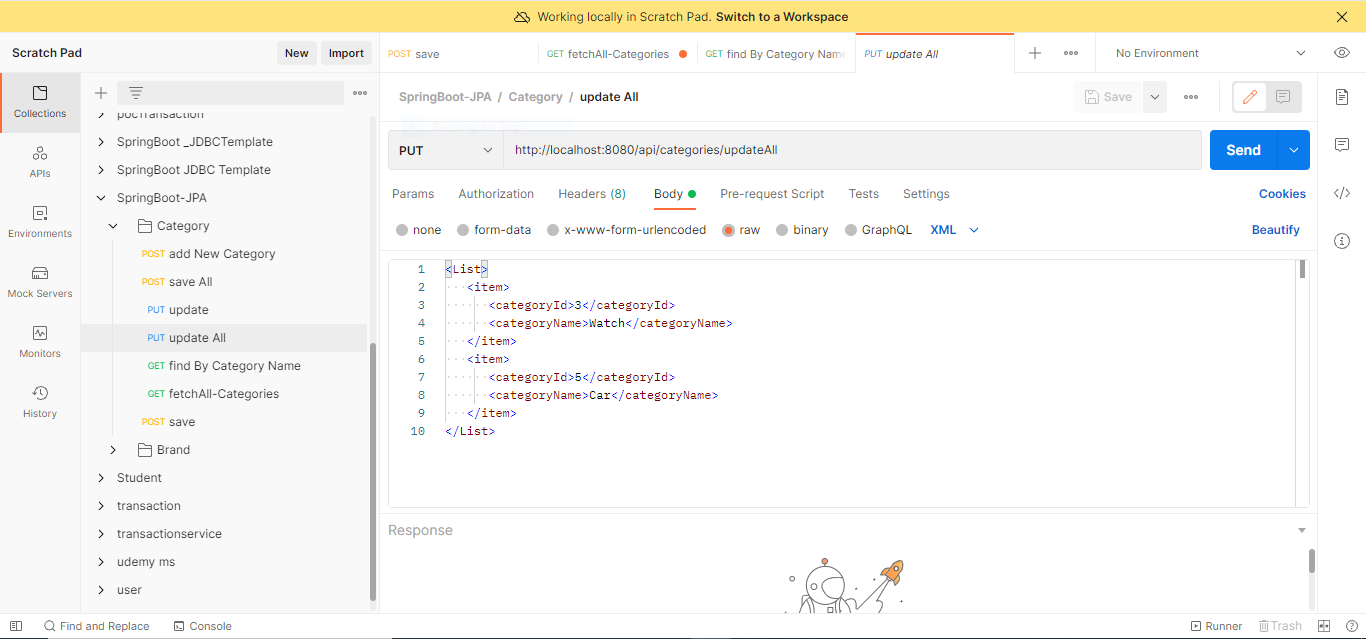 Working locally in Scratch Pad. Switch to a Workspace
Scratch Pad
New
Import
POST save
GET fetchAll-Categories
GET find By Category Name
PUT update All
No Environment
Collections
APIs
Environments
Mock Servers
Monitors
History
pocTransaction
SpringBoot _JDBCTemplate
SpringBoot JDBC Template
SpringBoot-JPA
Category
POST add New Category
POST save All
PUT update
PUT update All
GET find By Category Name
GET fetchAll-Categories
POST save
Brand
Student
transaction
transactionservice
udemy ms
user
SpringBoot-JPA / Category / update All
Save
PUT
http://localhost:8080/api/categories/updateAll
Send
Params
Authorization
Headers (8)
Body
Pre-request Script
Tests
Settings
Cookies
none
form-data
x-www-form-urlencoded
raw
binary
GraphQL
XML
Beautify
1 <List>
2 <item>
3 <categoryId>3</categoryId>
4 <categoryName>Watch</categoryName>
5 </item>
6 <item>
7 <categoryId>5</categoryId>
8 <categoryName>Car</categoryName>
9 </item>
10 </List>
Response
Find and Replace
Console
Runner
Trash